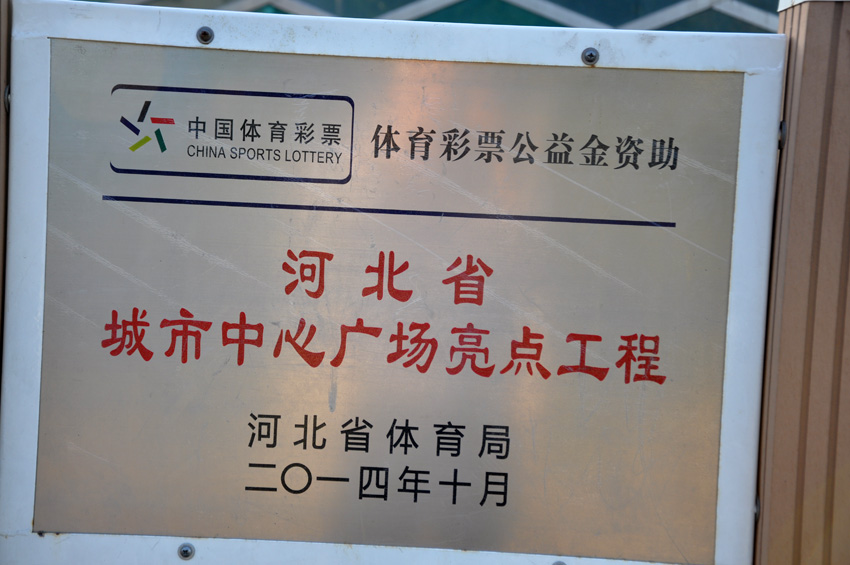 中国体育彩票
CHINA SPORTS LOTTERY
体育彩票公益金资助
河北省
城市中心广场亮点工程
河北省体育局
二〇一四年十月